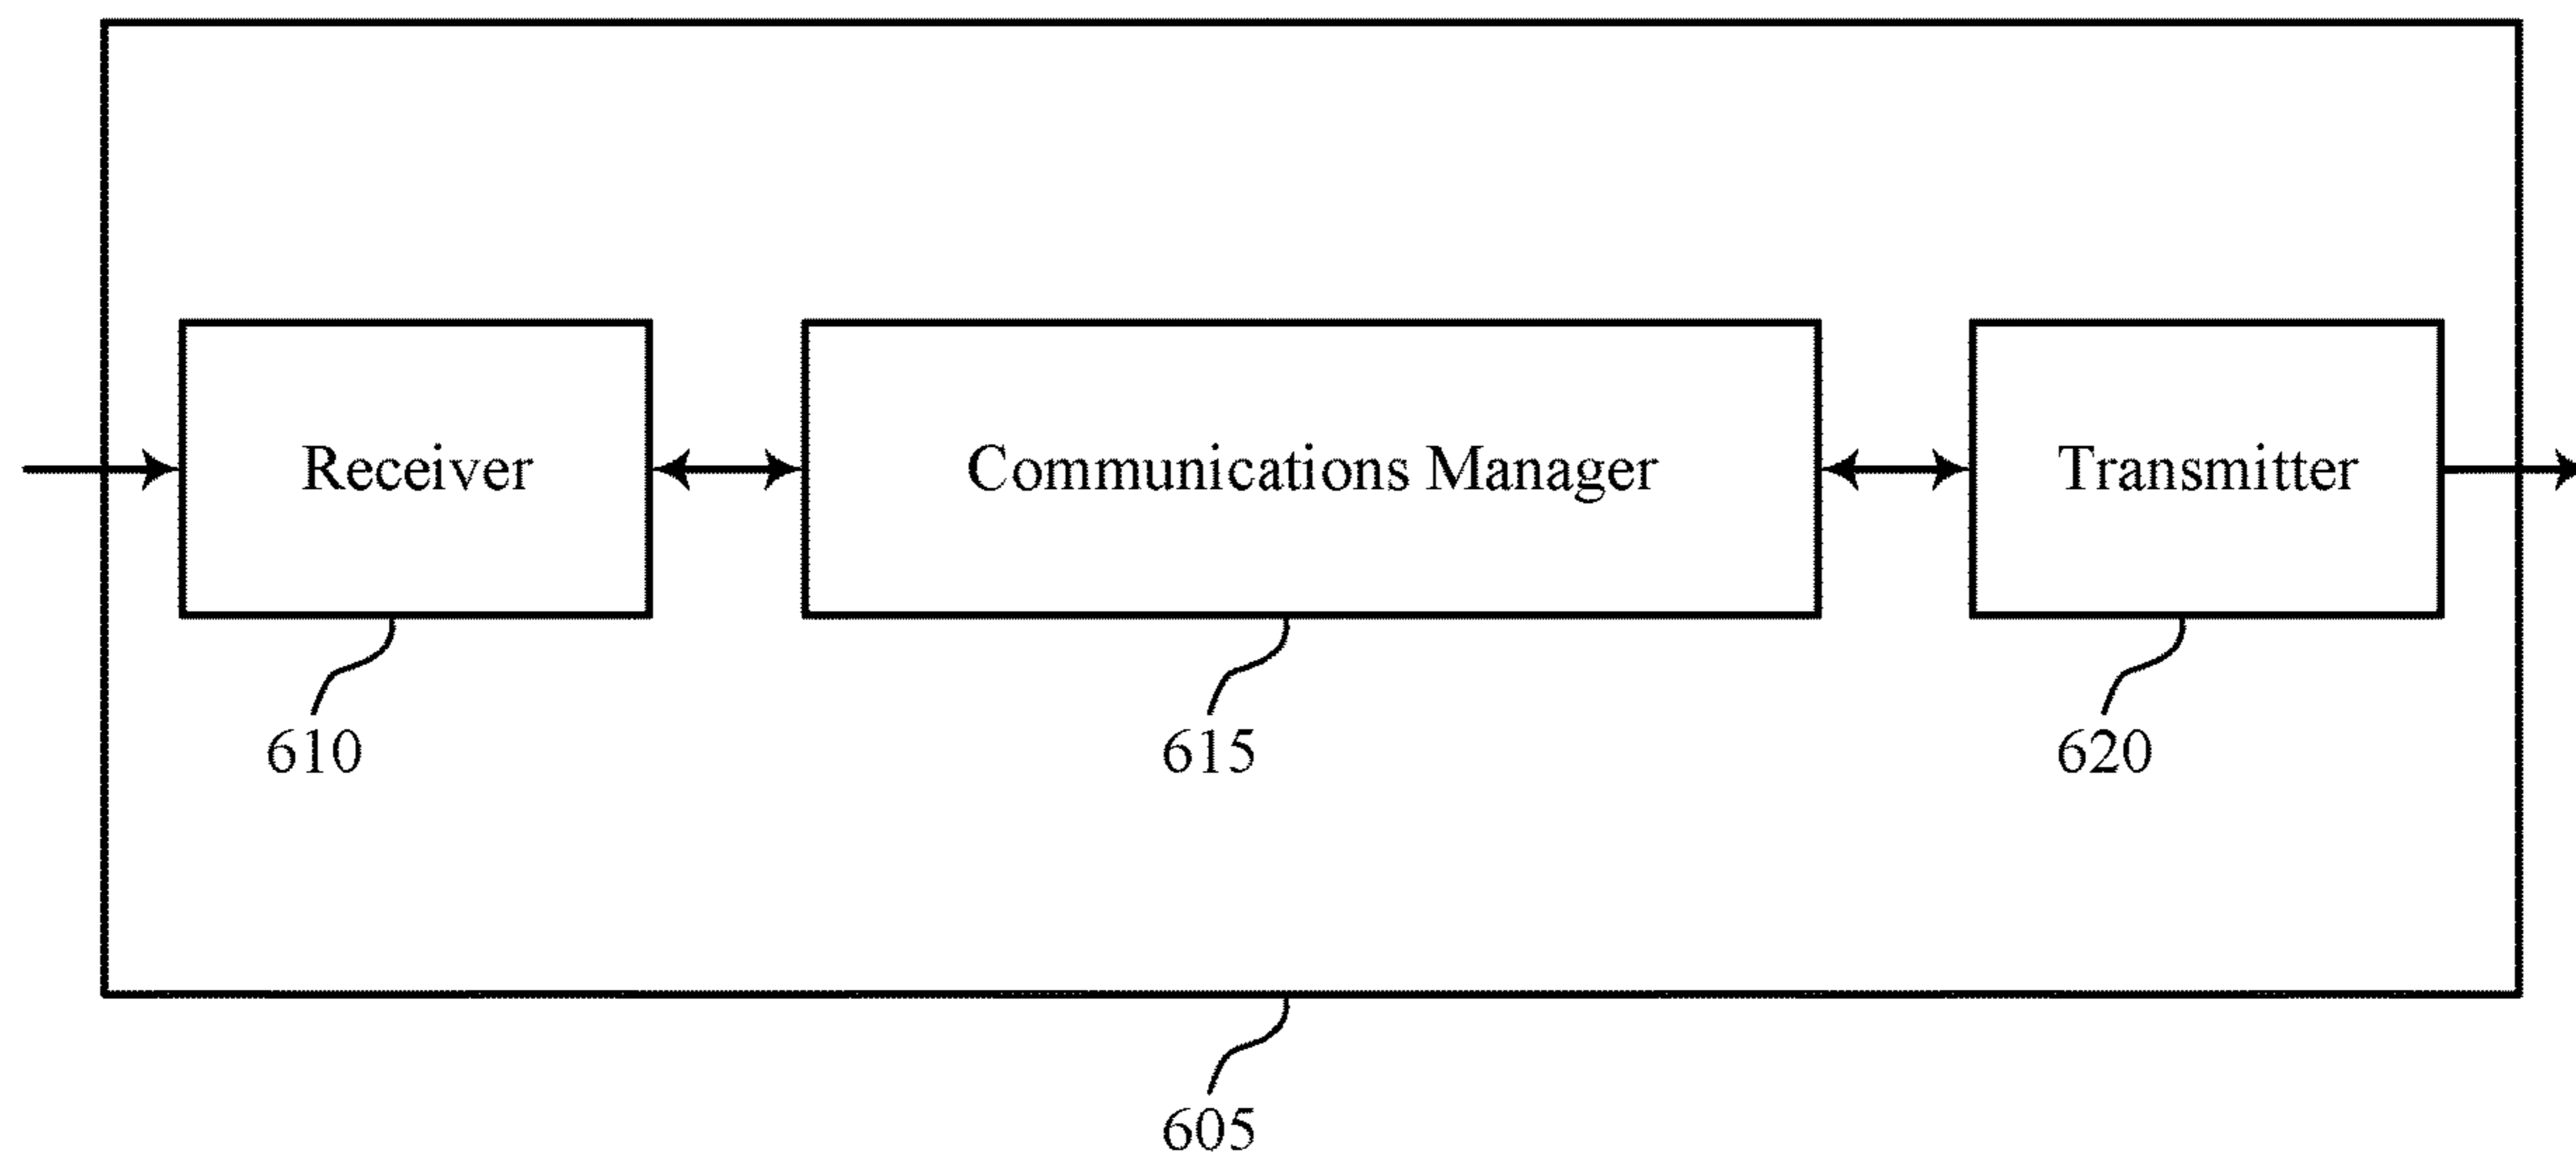 Receiver
Communications Manager
Transmitter
610
615
620
605